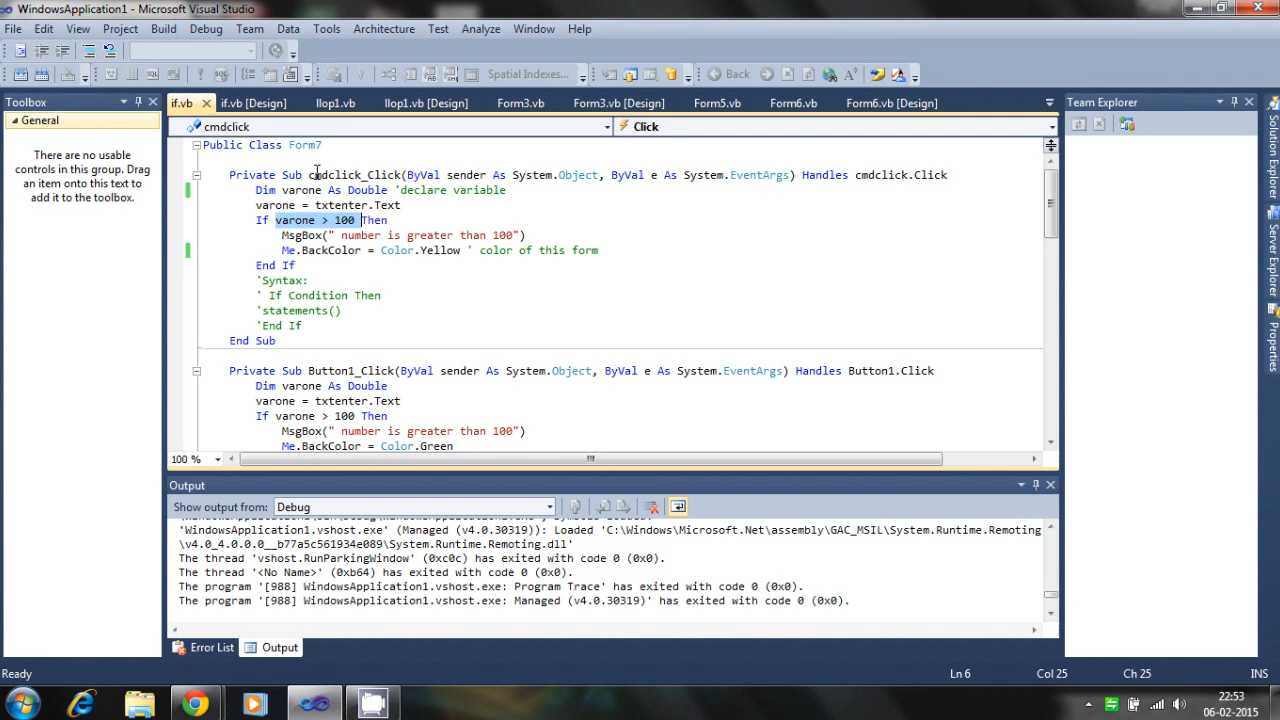 WindowsApplication1 - Microsoft Visual Studio
File Edit View Project Build Debug Team Data Tools Architecture Test Analyze Window Help
Spatial Indexes... Back
Toolbox
if.vb if.vb [Design] llop1.vb llop1.vb [Design] Form3.vb Form3.vb [Design] Form5.vb Form6.vb Form6.vb [Design]
Team Explorer
General
There are no usable
controls in this group. Drag
an item onto this text to
add it to the toolbox.
cmdclick Click
Public Class Form7
Private Sub cmdclick_Click(ByVal sender As System.Object, ByVal e As System.EventArgs) Handles cmdclick.Click
Dim varone As Double 'declare variable
varone = txtenter.Text
If varone > 100 Then
MsgBox(" number is greater than 100")
Me.BackColor = Color.Yellow ' color of this form
End If
'Syntax:
' If Condition Then
'statements()
'End If
End Sub
Private Sub Button1_Click(ByVal sender As System.Object, ByVal e As System.EventArgs) Handles Button1.Click
Dim varone As Double
varone = txtenter.Text
If varone > 100 Then
MsgBox(" number is greater than 100")
Me.BackColor = Color.Green
100 %
Solution Explorer
Server Explorer
Properties
Output
Show output from: Debug
'WindowsApplication1.vshost.exe' (Managed (v4.0.30319)): Loaded 'C:\Windows\Microsoft.Net\assembly\GAC_MSIL\System.Runtime.Remoting
\v4.0_4.0.0.0__b77a5c561934e089\System.Runtime.Remoting.dll'
The thread 'vshost.RunParkingWindow' (0xc0c) has exited with code 0 (0x0).
The thread '<No Name>' (0xb64) has exited with code 0 (0x0).
The program '[988] WindowsApplication1.vshost.exe: Program Trace' has exited with code 0 (0x0).
The program '[988] WindowsApplication1.vshost.exe: Managed (v4.0.30319)' has exited with code 0 (0x0).
Error List Output
Ready Ln 6 Col 25 Ch 25 INS
22:53
06-02-2015